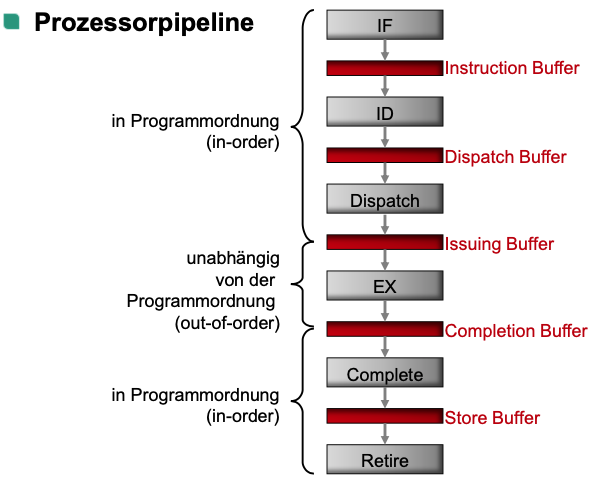 Prozessorpipeline
IF
Instruction Buffer
ID
in Programmordnung
(in-order)
Dispatch Buffer
Dispatch
Issuing Buffer
unabhängig
von der
Programmordnung
(out-of-order)
EX
Completion Buffer
Complete
in Programmordnung
(in-order)
Store Buffer
Retire